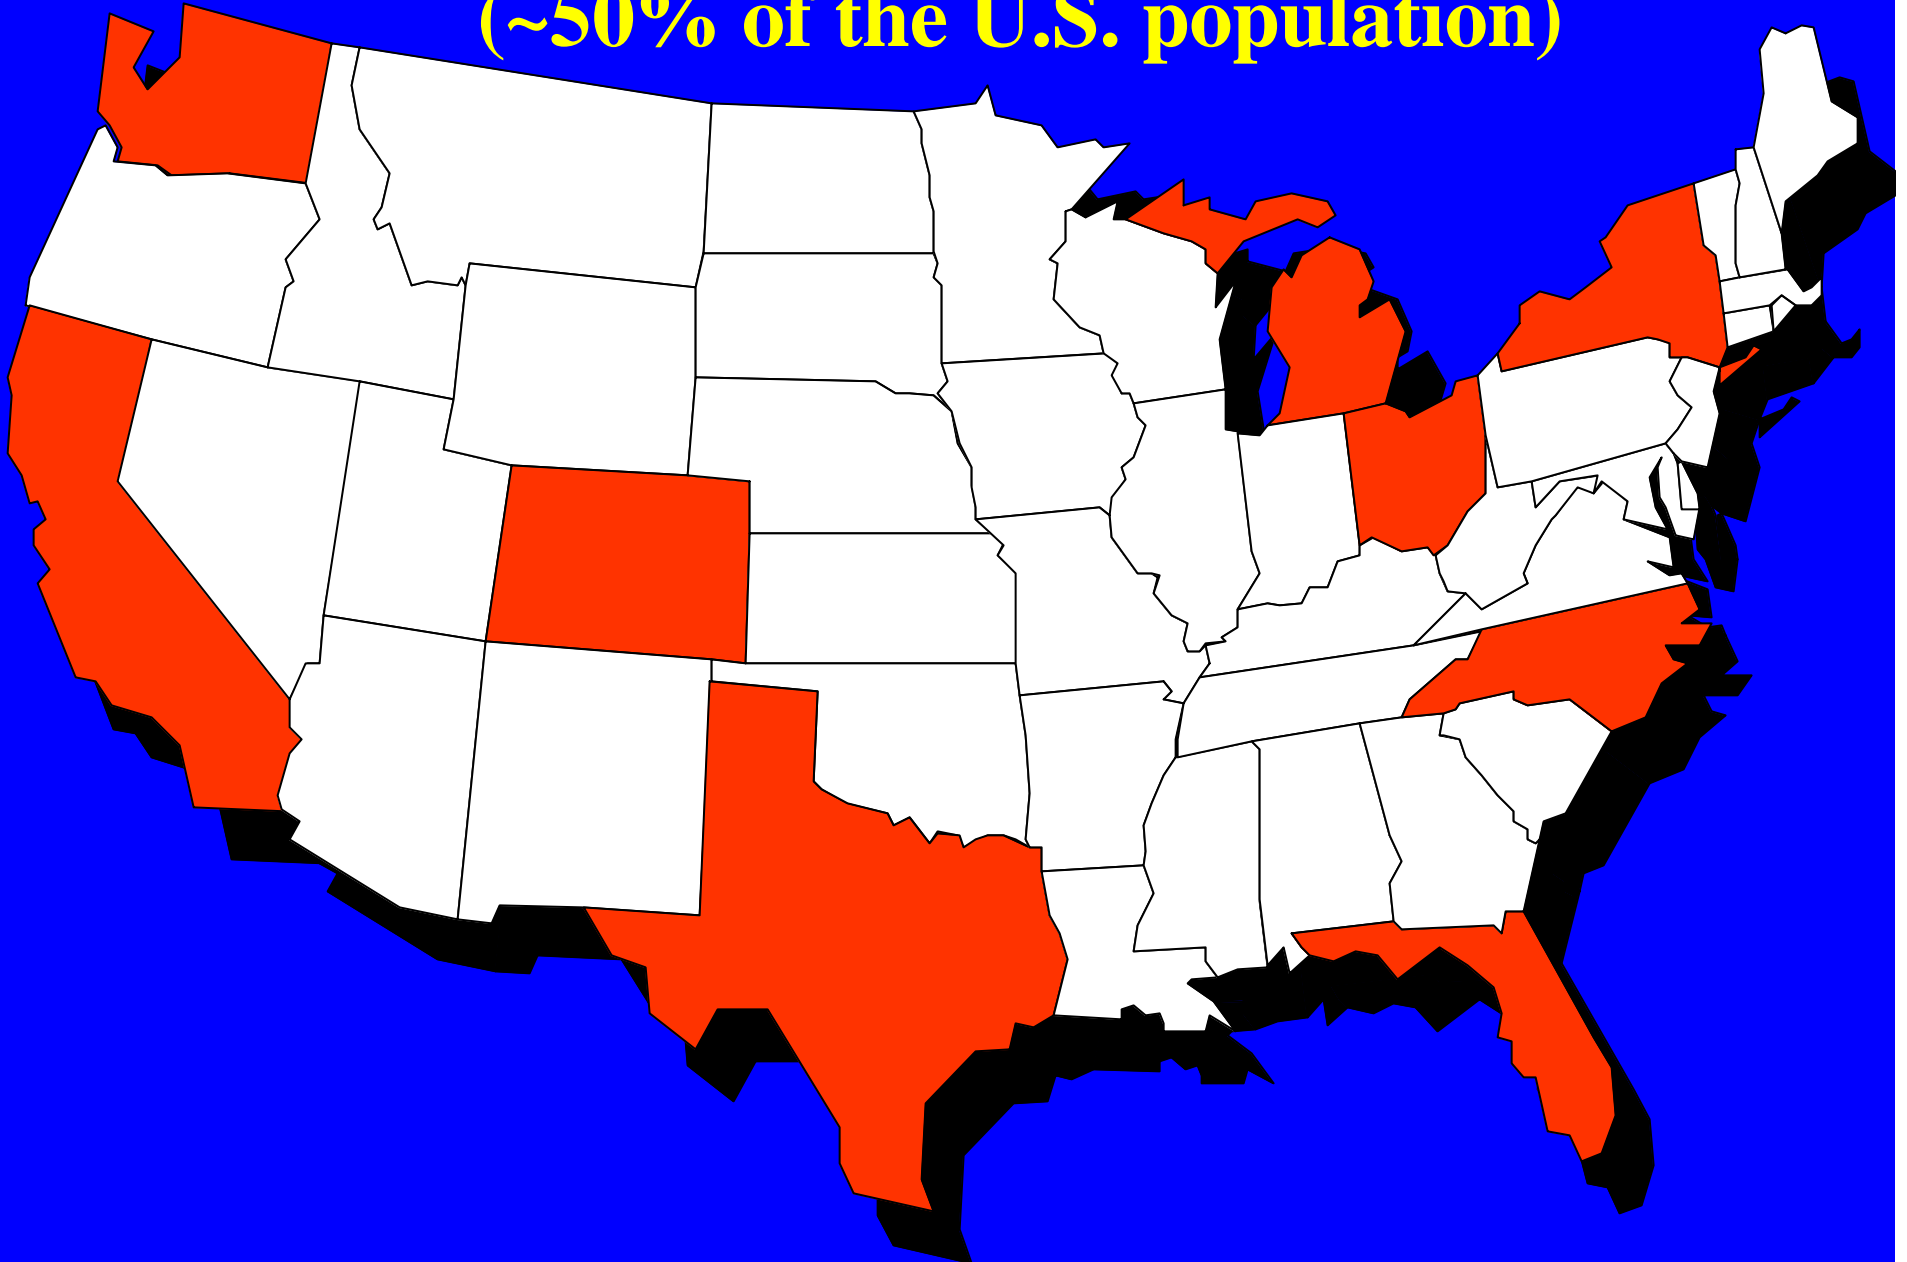 (~50% of the U.S. population)